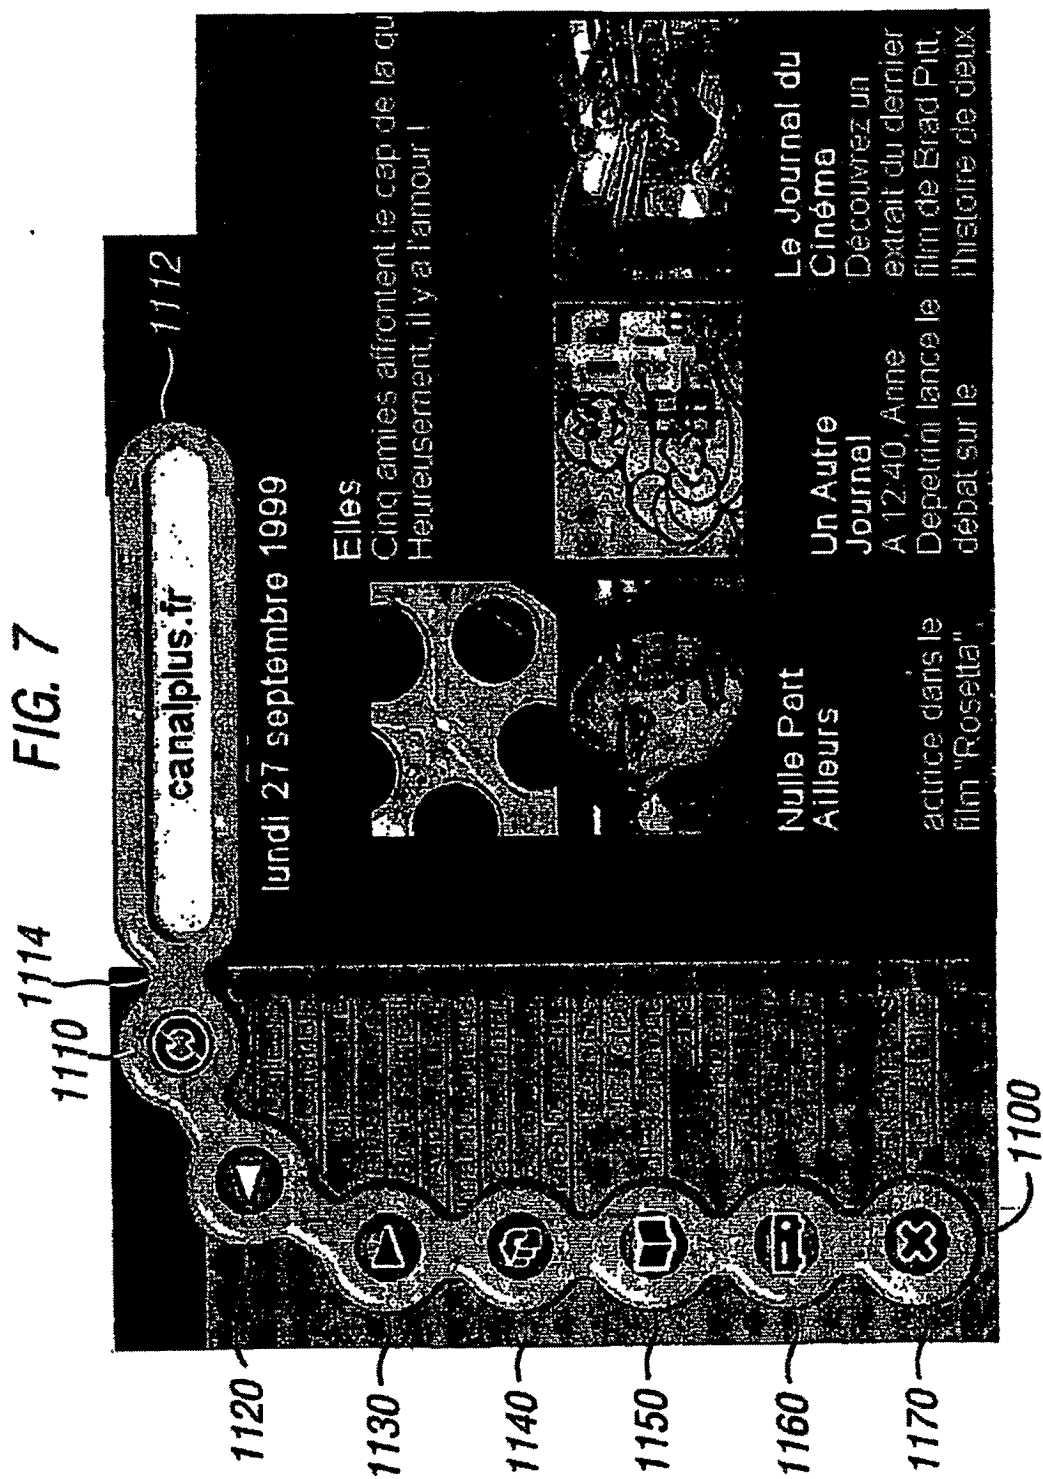 FIG. 7
1110
1114
1112
canalplus.fr
lundi 27 septembre 1999
Elles
Cinq amies affrontent le cap de la qu
Heureusement, il y a l'amour !
Nulle Part
Ailleurs
actrice dans le
film "Rosetta",
Un Autre
Journal
A 12:40, Anne
Depetrini lance le
débat sur le
Le Journal du
Cinéma
Découvrez un
extrait du dernier
film de Brad Pitt,
l'histoire de deux
1120
1130
1140
1150
1160
1170
1100